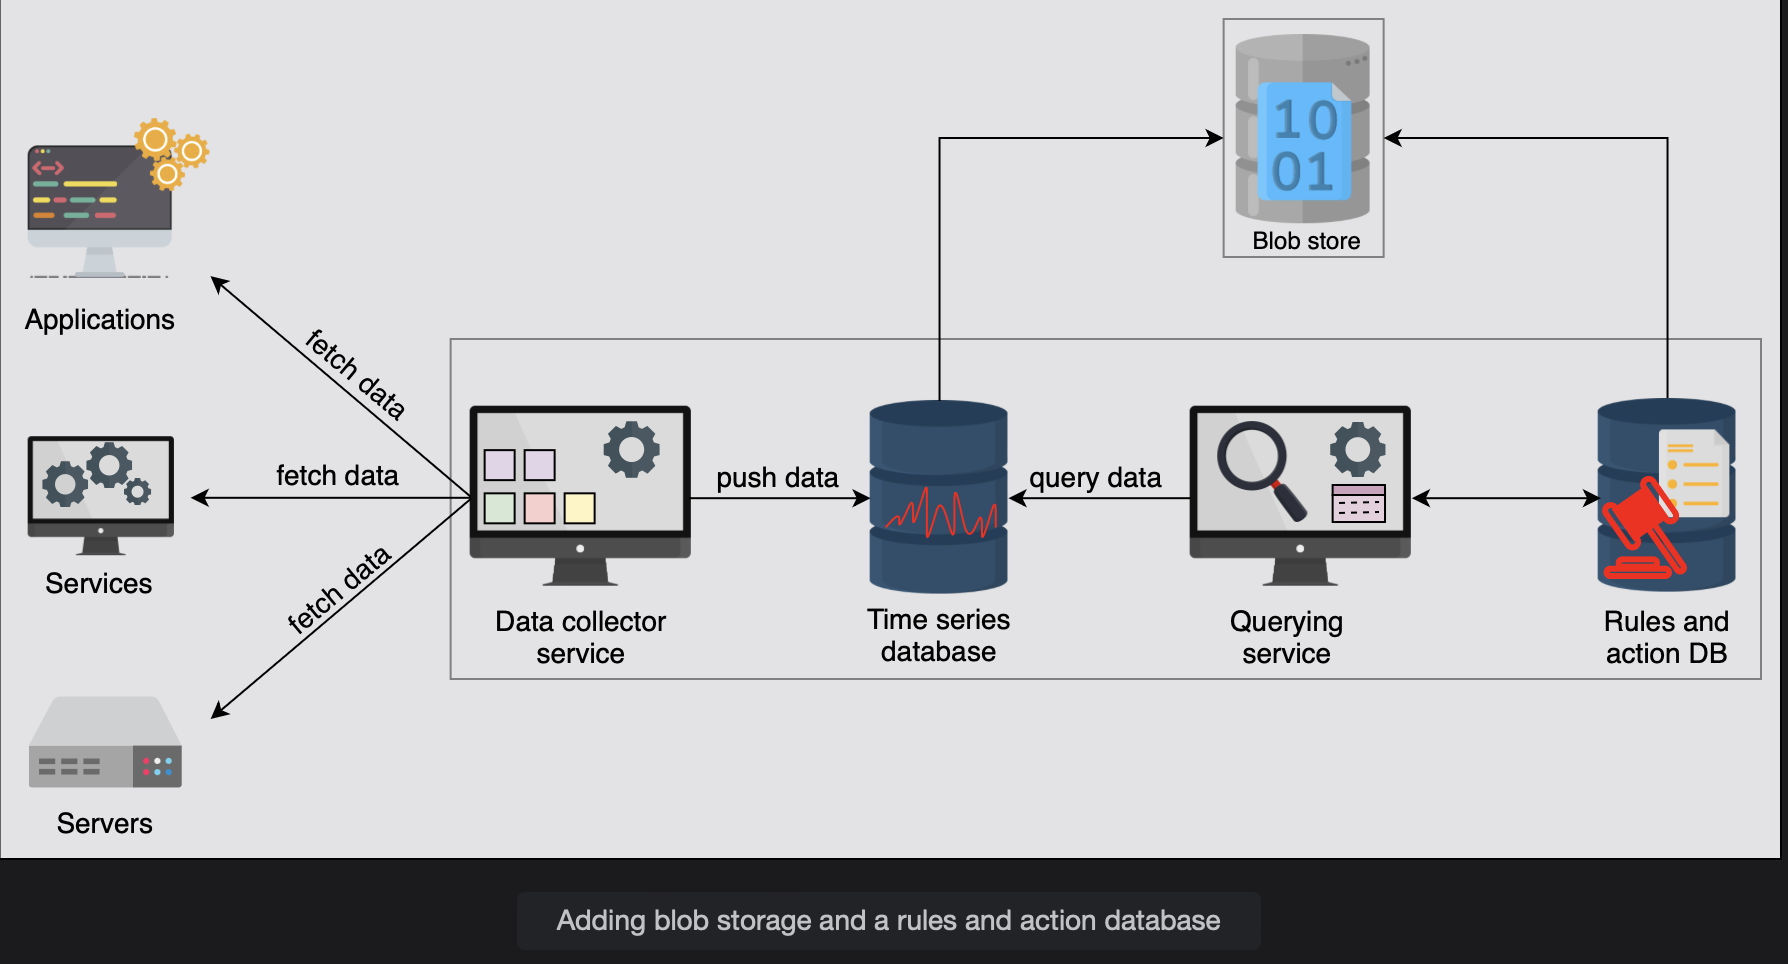 10
01
Blob store
Applications
fetch data
fetch data
push data
query data
Services
fetch data
Data collector
service
Time series
database
Querying
service
Rules and
action DB
Servers
Adding blob storage and a rules and action database